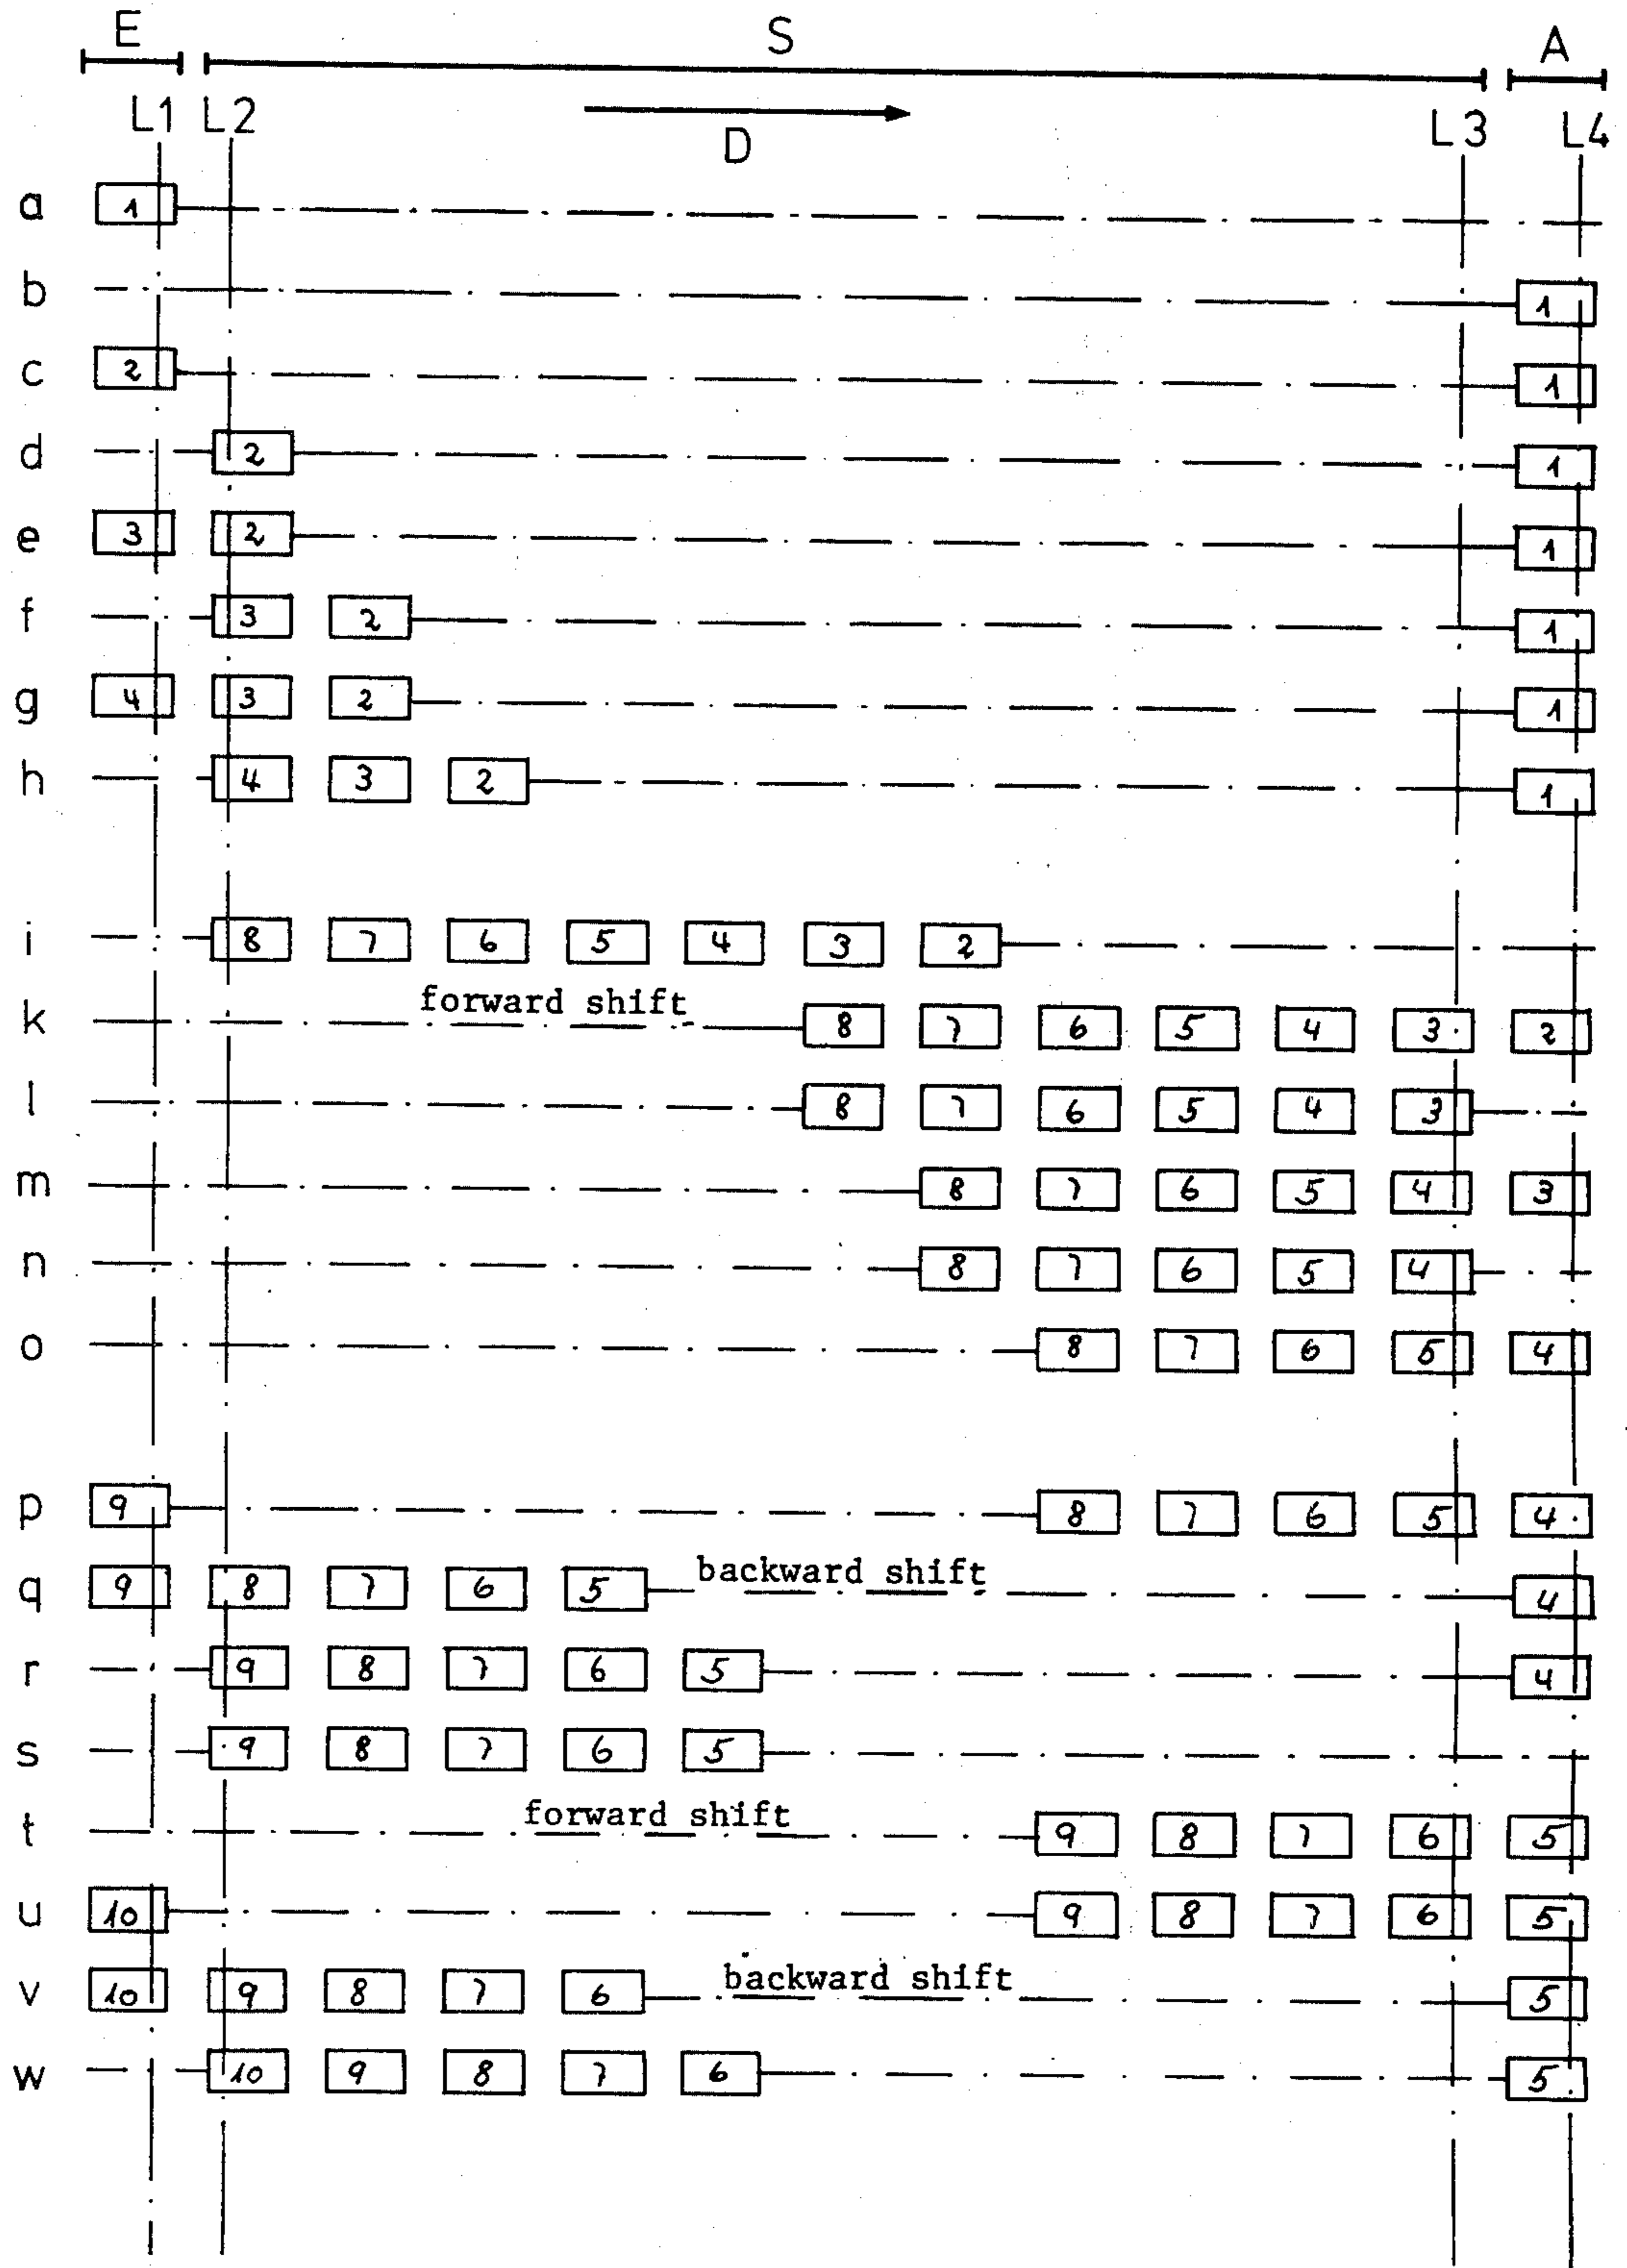 E S A
L1 L2 D L3 L4
a 1
b 1
c 2 1
d 2 1
e 3 2 1
f 3 2 1
g 4 3 2 1
h 4 3 2 1
i 8 7 6 5 4 3 2
forward shift
k 8 7 6 5 4 3 2
l 8 7 6 5 4 3
m 8 7 6 5 4 3
n 8 7 6 5 4
o 8 7 6 5 4
p 9 8 7 6 5 4
q 9 8 7 6 5 backward shift 4
r 9 8 7 6 5 4
s 9 8 7 6 5
forward shift
t 9 8 7 6 5
u 10 9 8 7 6 5
v 10 9 8 7 6 backward shift 5
w 10 9 8 7 6 5